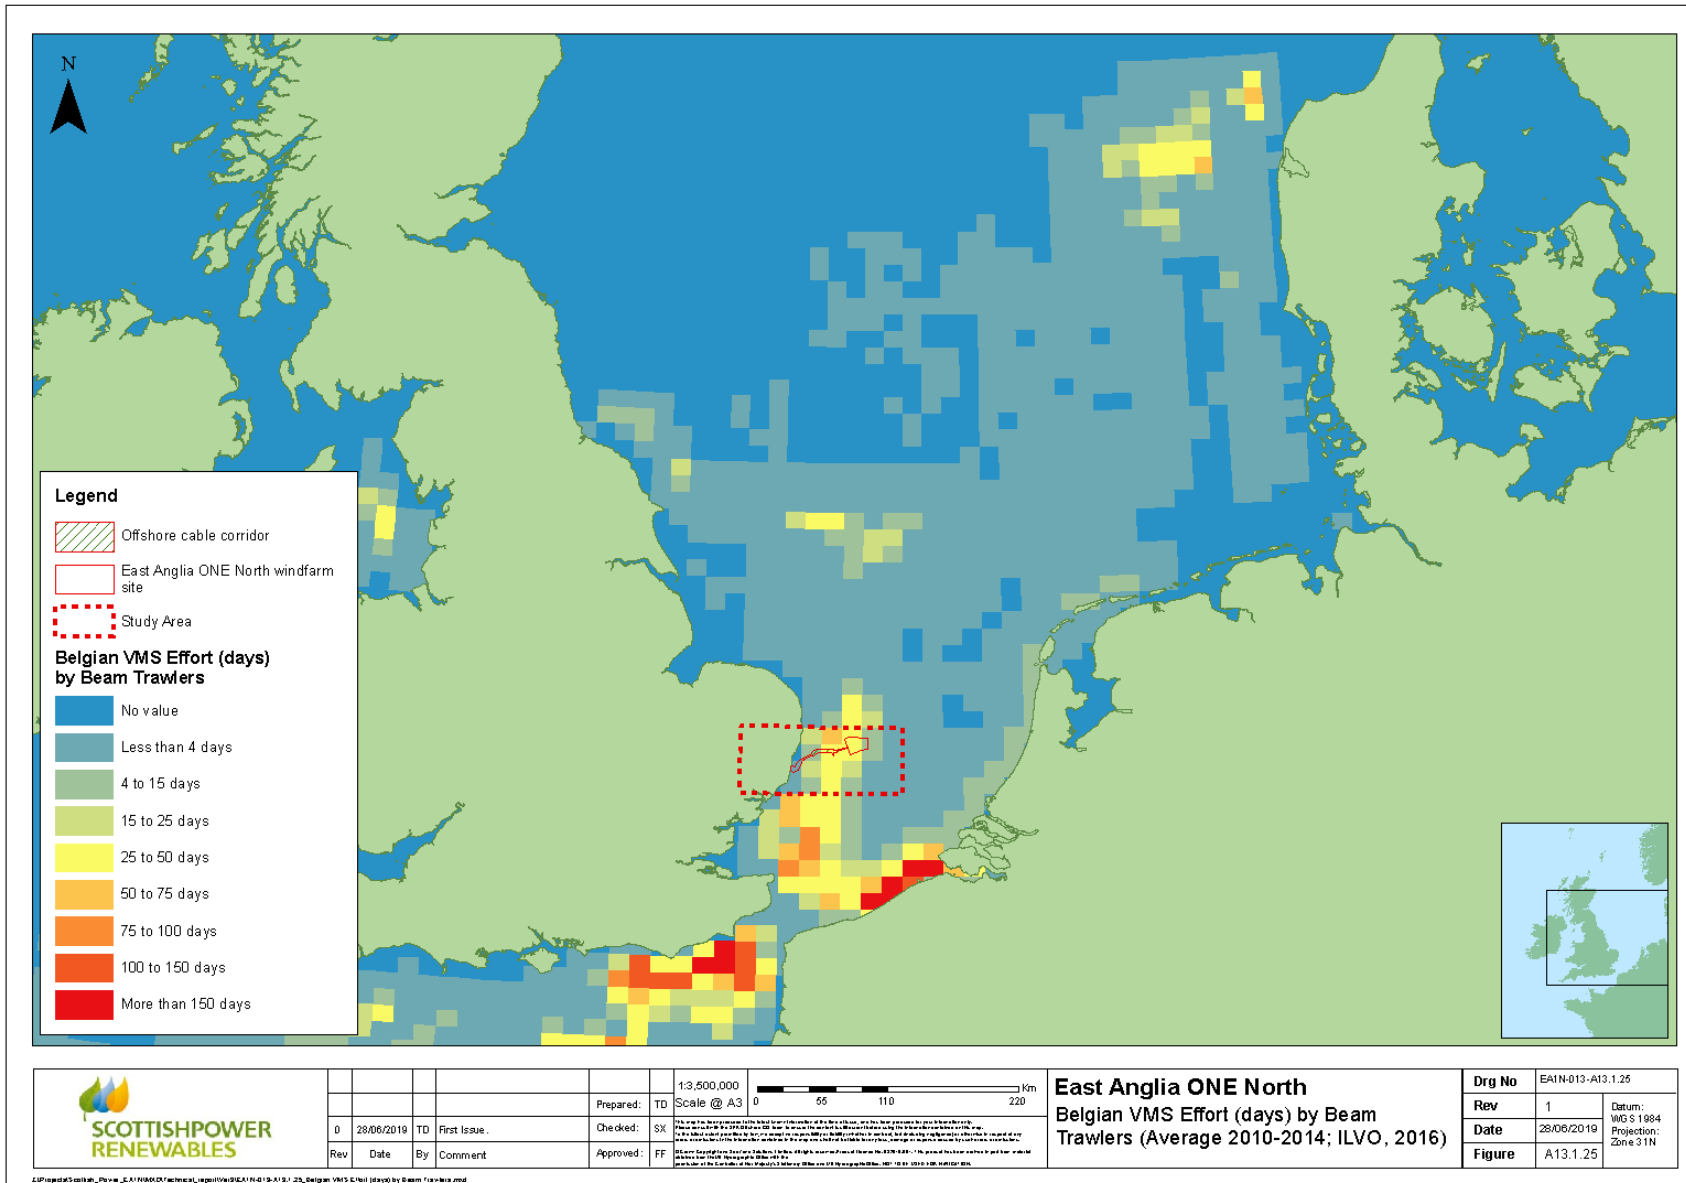 N
Legend
Offshore cable corridor
East Anglia ONE North windfarm
site
Study Area
Belgian VMS Effort (days)
by Beam Trawlers
No value
Less than 4 days
4 to 15 days
15 to 25 days
25 to 50 days
50 to 75 days
75 to 100 days
100 to 150 days
More than 150 days
SCOTTISHPOWER
RENEWABLES
0 28/06/2019 TD First Issue.
Rev Date By Comment
Prepared: TD
Checked: SX
Approved: FF
1:3,500,000
Scale @ A3
0 55 110 220 Km
East Anglia ONE North
Belgian VMS Effort (days) by Beam
Trawlers (Average 2010-2014; ILVO, 2016)
Drg No EA1N-013-A13.1.25
Rev 1
Date 28/06/2019
Figure A13.1.25
Datum:
WGS 1984
Projection:
Zone 31N